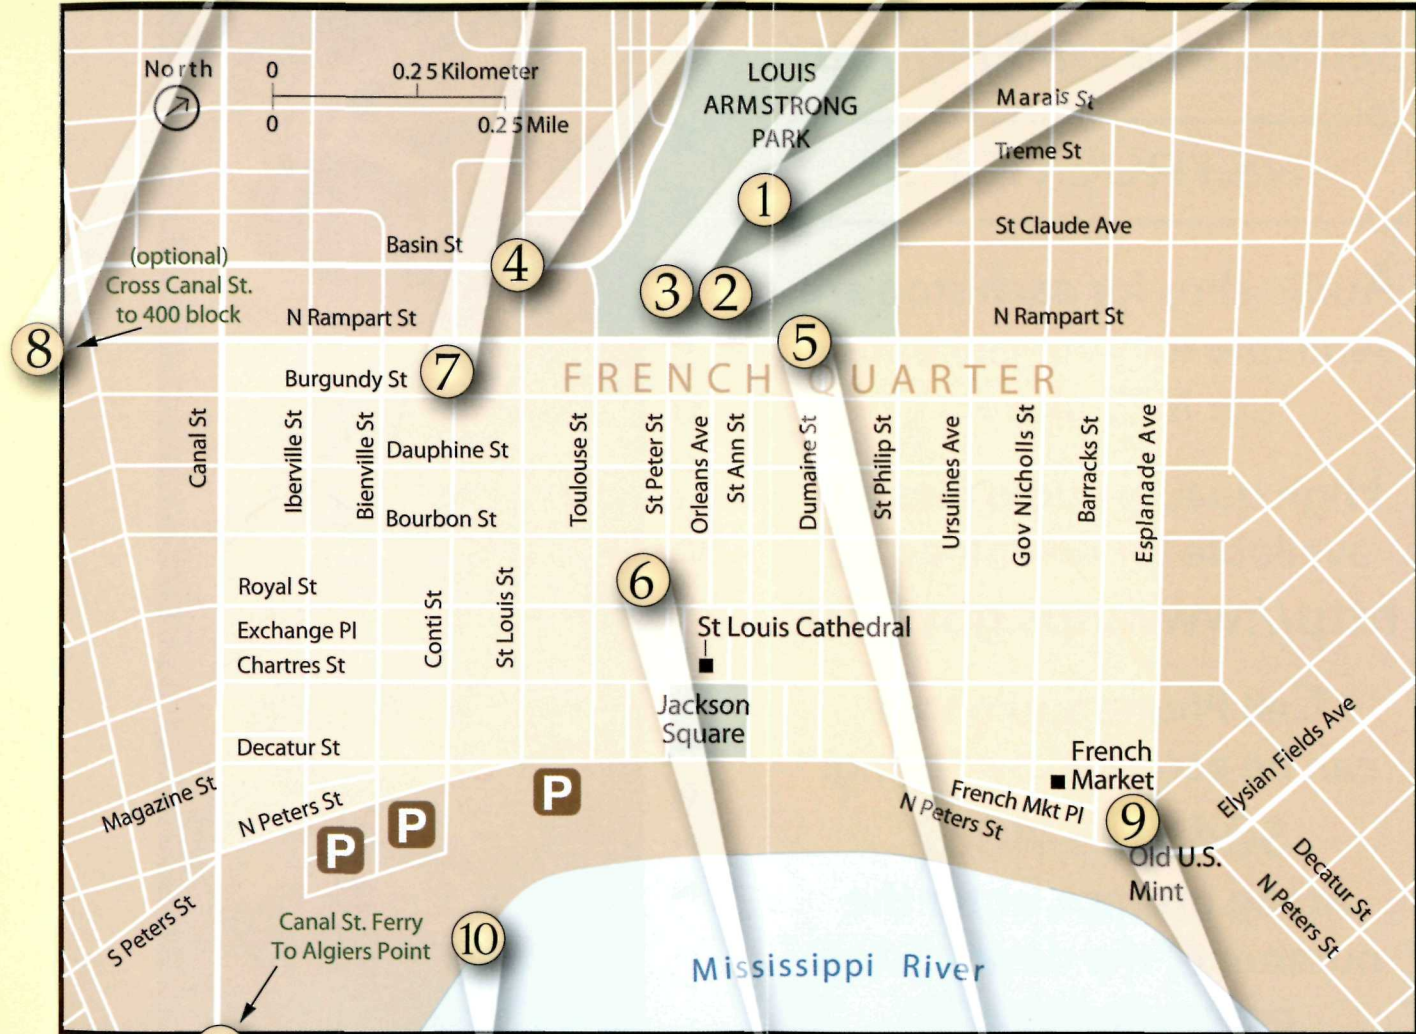 North
0
0.25 Kilometer
0
0.25 Mile
LOUIS
ARMSTRONG
PARK
Marais St
Treme St
St Claude Ave
N Rampart St
1
2
3
4
5
Basin St
(optional)
Cross Canal St.
to 400 block
8
N Rampart St
7
Burgundy St
FRENCH QUARTER
Canal St
Iberville St
Bienville St
Dauphine St
Bourbon St
Toulouse St
St Peter St
Orleans Ave
St Ann St
Dumaine St
St Philip St
Ursulines Ave
Gov Nicholls St
Barracks St
Esplanade Ave
Royal St
Exchange Pl
Chartres St
Conti St
St Louis St
6
St Louis Cathedral
Jackson
Square
Decatur St
Magazine St
N Peters St
P
P
P
S Peters St
French
Market
French Mkt Pl
N Peters St
9
Old U.S.
Mint
Elysian Fields Ave
Decatur St
N Peters St
Canal St. Ferry
To Algiers Point
10
Mississippi River